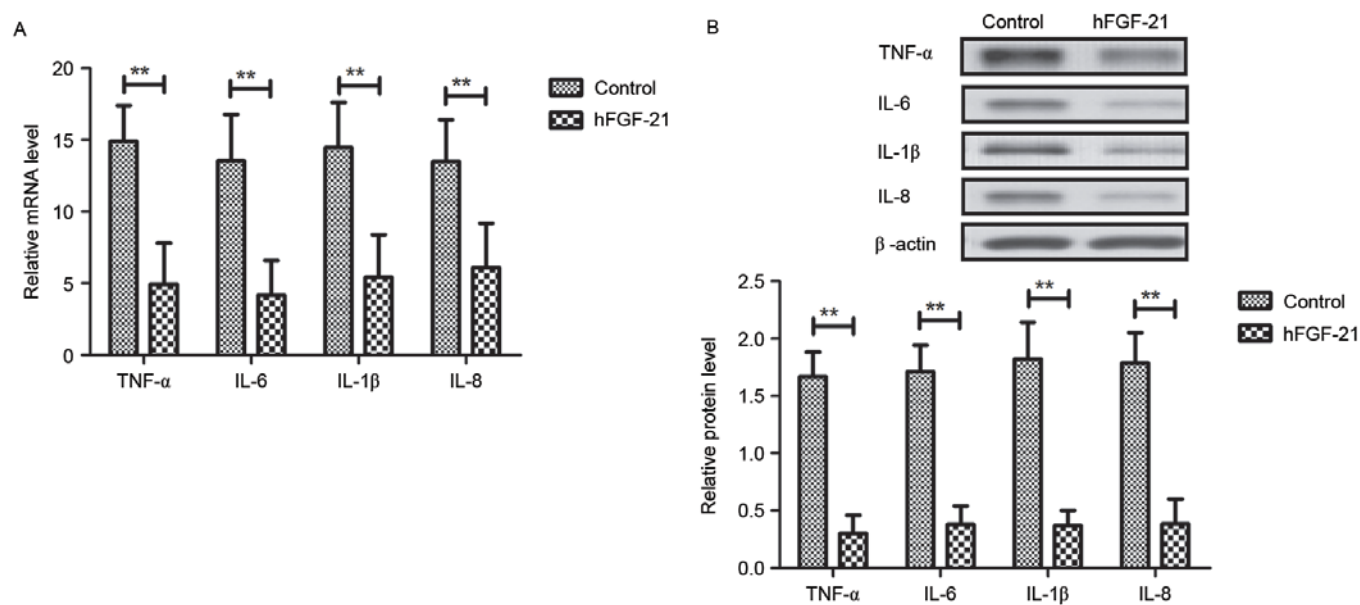 A
Relative mRNA level
20
15
10
5
0
** ** ** **
TNF-α IL-6 IL-1β IL-8
Control
hFGF-21
B
Control hFGF-21
TNF-α
IL-6
IL-1β
IL-8
β-actin
Relative protein level
2.5
2.0
1.5
1.0
0.5
0.0
** ** ** **
TNF-α IL-6 IL-1β IL-8
Control
hFGF-21